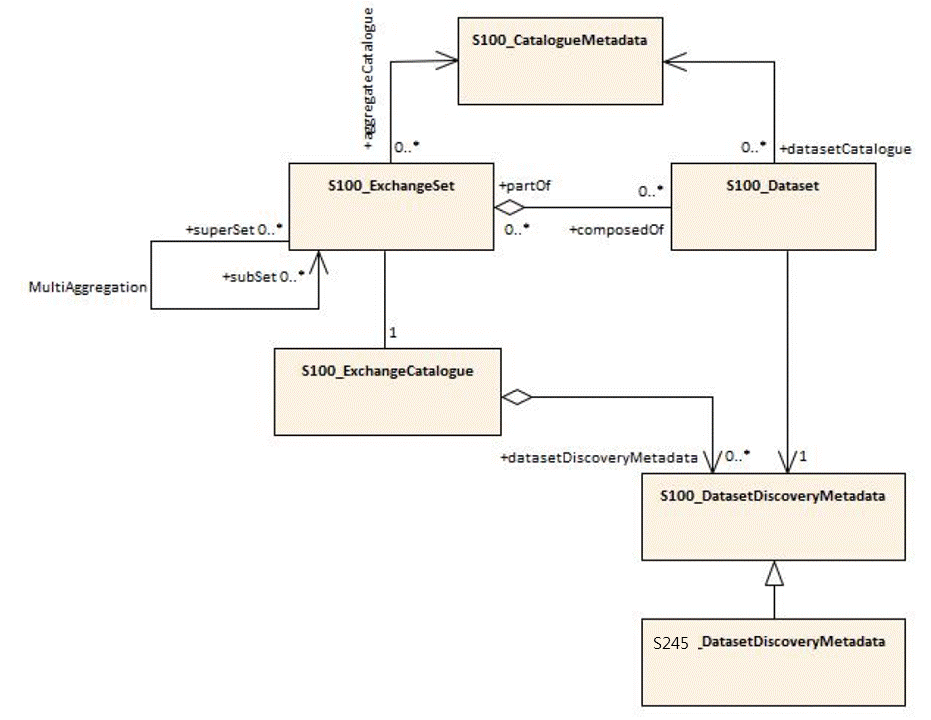 +aggregateCatalogue
S100_CatalogueMetadata
0..*
0..*
+datasetCatalogue
S100_ExchangeSet
+partOf
0..*
S100_Dataset
+superSet 0..*
0..*
+composedOf
+subSet 0..*
MultiAggregation
1
S100_ExchangeCatalogue
+datasetDiscoveryMetadata
0..*
1
S100_DatasetDiscoveryMetadata
S245 _DatasetDiscoveryMetadata